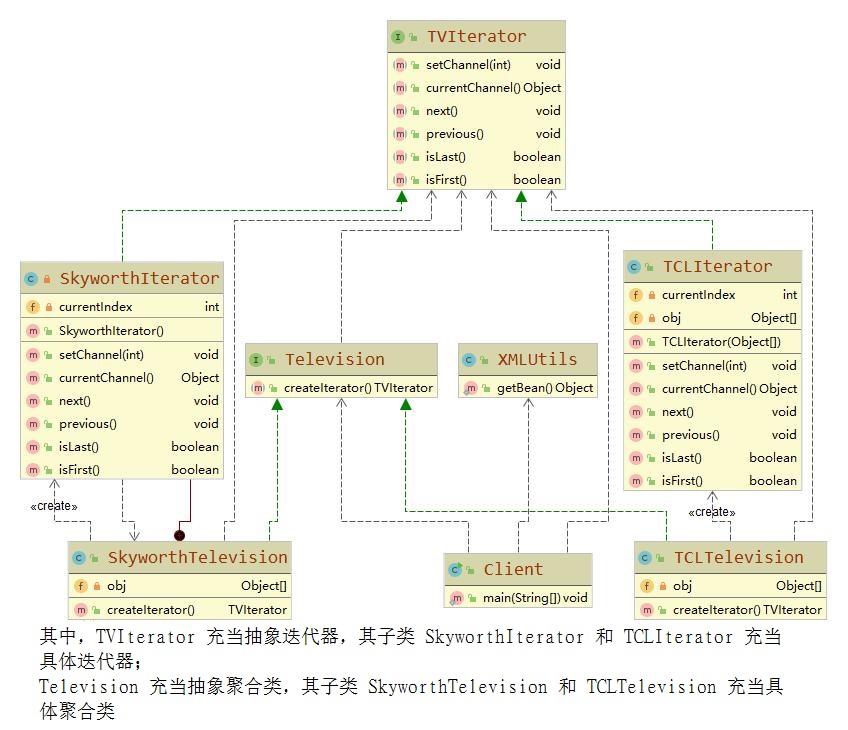 TVIterator
setChannel(int) void
currentChannel() Object
next() void
previous() void
isLast() boolean
isFirst() boolean
SkyworthIterator
currentIndex int
SkyworthIterator()
setChannel(int) void
currentChannel() Object
next() void
previous() void
isLast() boolean
isFirst() boolean
Television
createIterator() TVIterator
XMLUtils
getBean() Object
TCLIterator
currentIndex int
obj Object[]
TCLIterator(Object[])
setChannel(int) void
currentChannel() Object
next() void
previous() void
isLast() boolean
isFirst() boolean
«create»
«create»
SkyworthTelevision
obj Object[]
createIterator() TVIterator
Client
main(String[]) void
TCLTelevision
obj Object[]
createIterator() TVIterator
其中，TVIterator 充当抽象迭代器，其子类 SkyworthIterator 和 TCLIterator 充当
具体迭代器；
Television 充当抽象聚合类，其子类 SkyworthTelevision 和 TCLTelevision 充当具
体聚合类